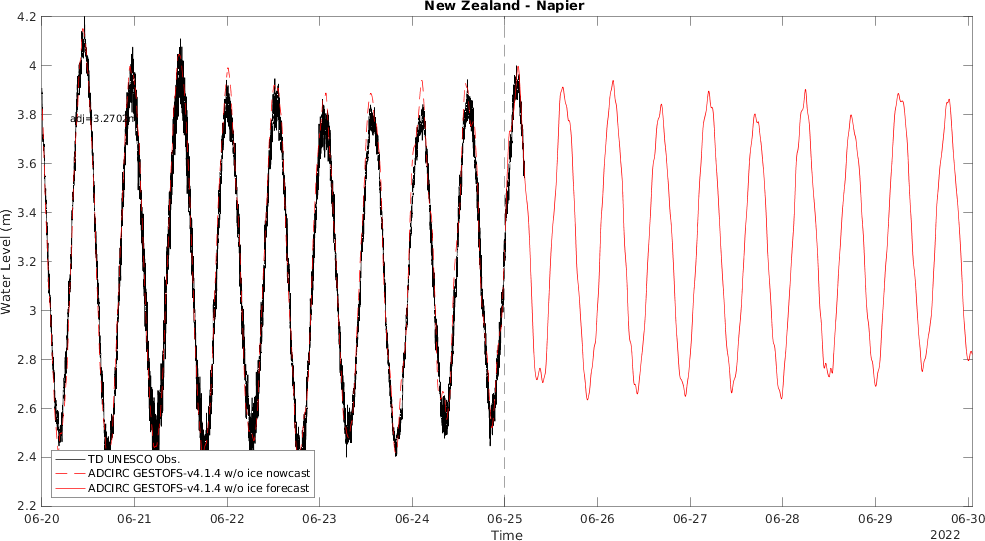 New Zealand - Napier
4.2
4
3.8
3.6
3.4
3.2
3
2.8
2.6
2.4
2.2
Water Level (m)
adj=3.2702m
TD UNESCO Obs.
ADCIRC GESTOFS-v4.1.4 w/o ice nowcast
ADCIRC GESTOFS-v4.1.4 w/o ice forecast
06-20 06-21 06-22 06-23 06-24 06-25 06-26 06-27 06-28 06-29 06-30
Time
2022